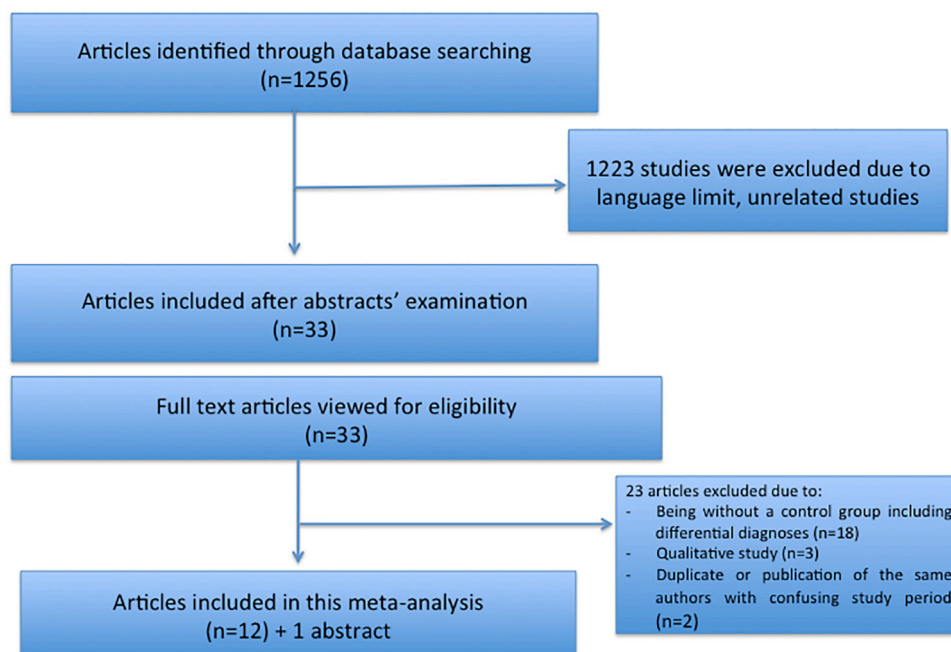 Articles identified through database searching
(n=1256)
1223 studies were excluded due to
language limit, unrelated studies
Articles included after abstracts’ examination
(n=33)
Full text articles viewed for eligibility
(n=33)
23 articles excluded due to:
- Being without a control group including
differential diagnoses (n=18)
- Qualitative study (n=3)
- Duplicate or publication of the same
authors with confusing study period
(n=2)
Articles included in this meta-analysis
(n=12) + 1 abstract